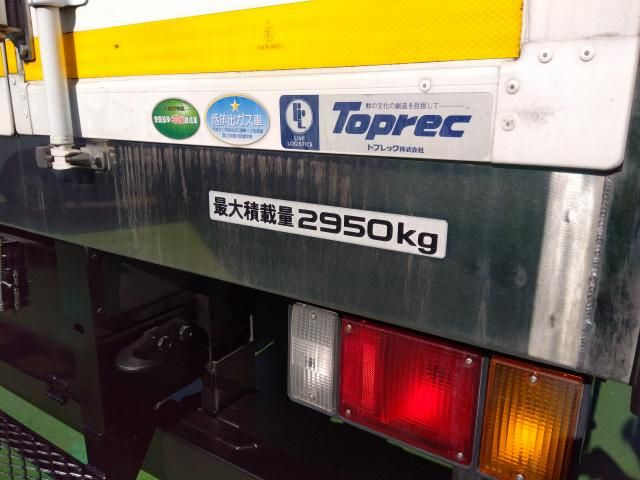 低排出ガス車
LIVE
LOGISTICS
鮮の文化の創造を目指して
Toprec
トプレック株式会社
最大積載量2950kg